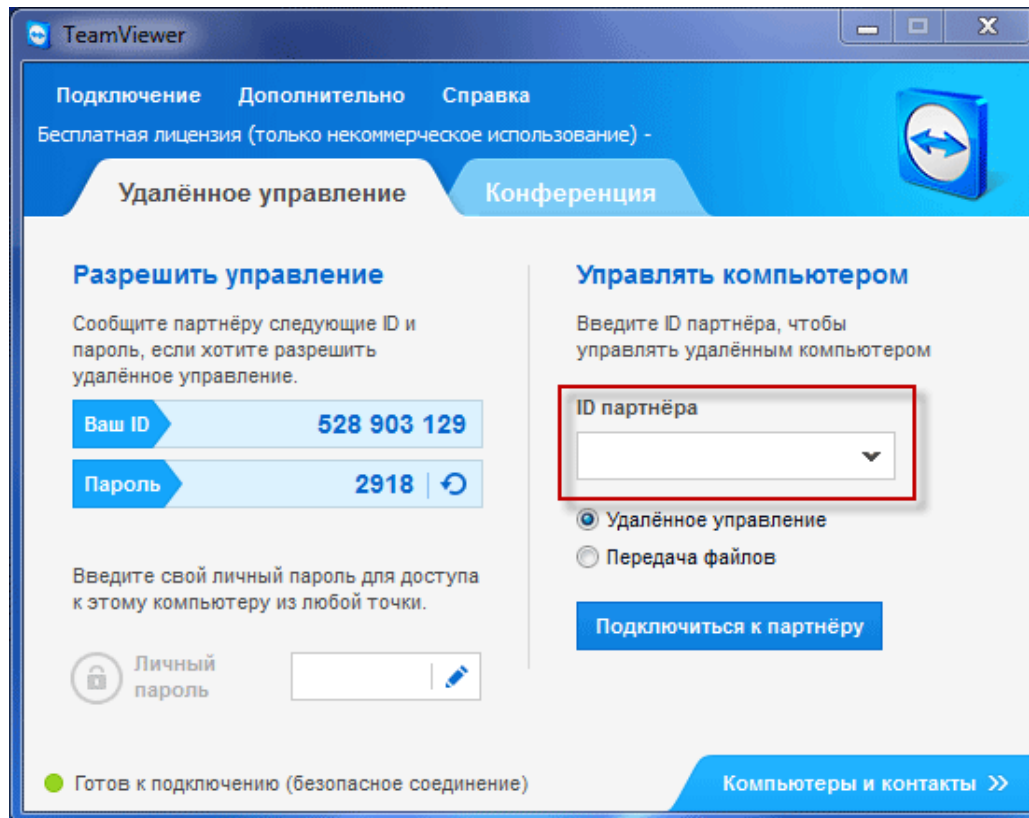 TeamViewer
Подключение Дополнительно Справка
Бесплатная лицензия (только некоммерческое использование) -
Удалённое управление
Конференция
Разрешить управление
Сообщите партнёру следующие ID и
пароль, если хотите разрешить
удалённое управление.
Ваш ID 528 903 129
Пароль 2918
Введите свой личный пароль для доступа
к этому компьютеру из любой точки.
Личный
пароль
Управлять компьютером
Введите ID партнёра, чтобы
управлять удалённым компьютером
ID партнёра
Удалённое управление
Передача файлов
Подключиться к партнёру
Готов к подключению (безопасное соединение)
Компьютеры и контакты